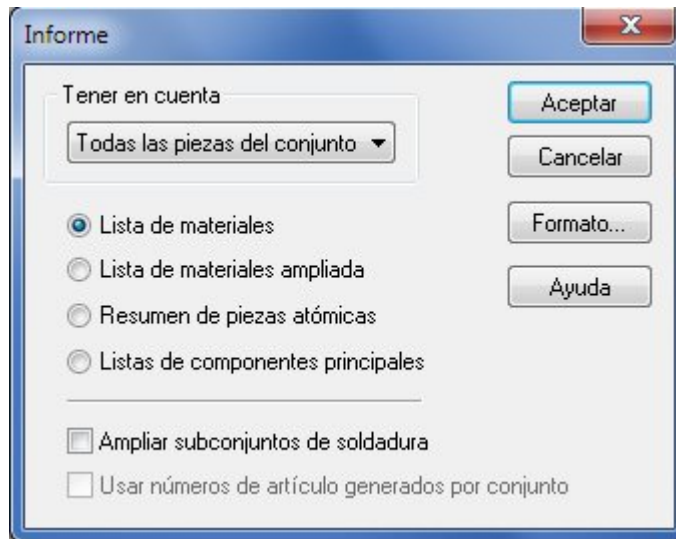 Informe
Tener en cuenta
Todas las piezas del conjunto
Aceptar
Cancelar
Formato...
Ayuda
Lista de materiales
Lista de materiales ampliada
Resumen de piezas atómicas
Listas de componentes principales
Ampliar subconjuntos de soldadura
Usar números de artículo generados por conjunto